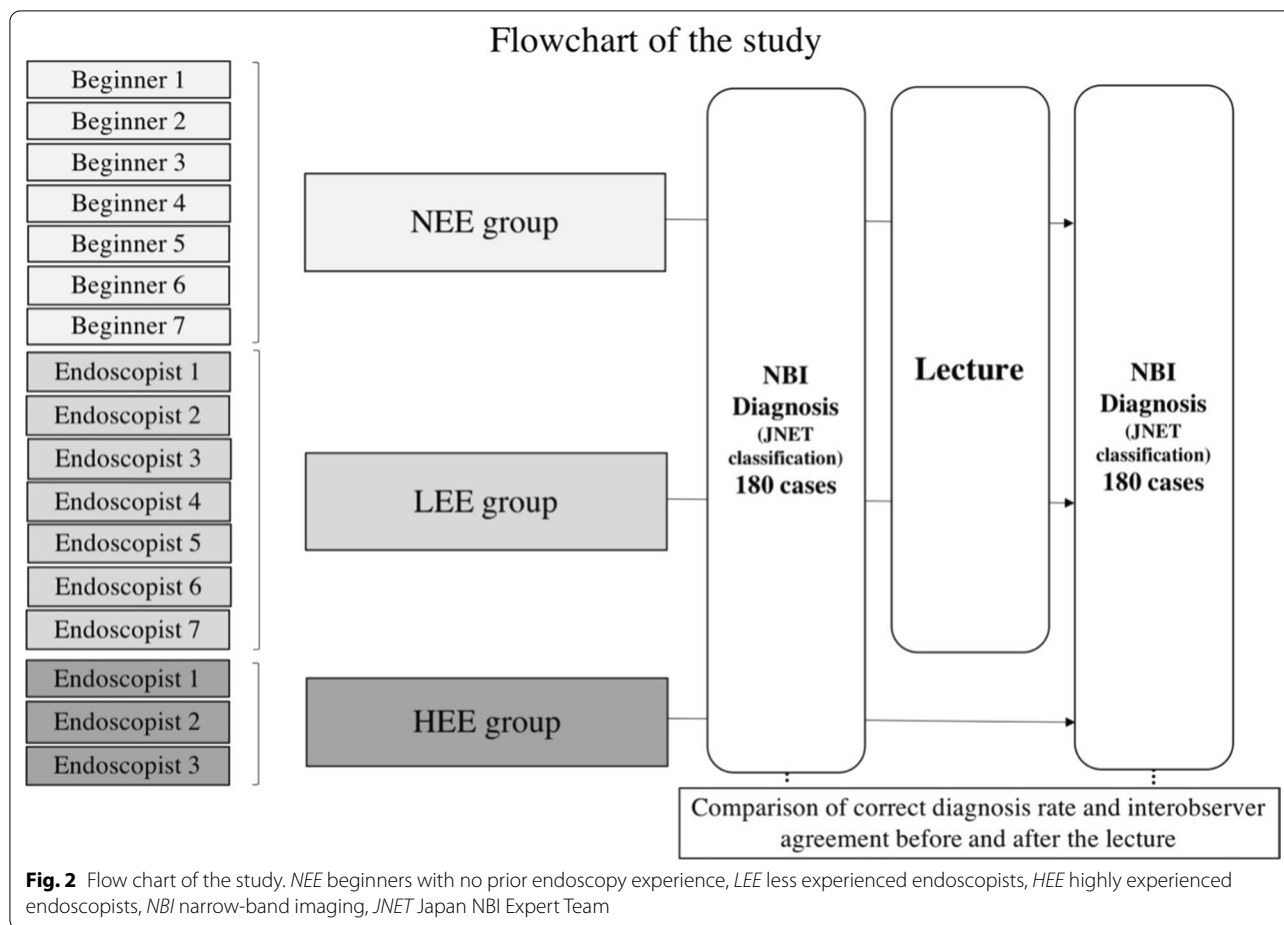 Flowchart of the study
Beginner 1
Beginner 2
Beginner 3
Beginner 4
Beginner 5
Beginner 6
Beginner 7
Endoscopist 1
Endoscopist 2
Endoscopist 3
Endoscopist 4
Endoscopist 5
Endoscopist 6
Endoscopist 7
Endoscopist 1
Endoscopist 2
Endoscopist 3
NEE group
LEE group
HEE group
NBI
Diagnosis
(JNET
classification)
180 cases
Lecture
NBI
Diagnosis
(JNET
classification)
180 cases
Comparison of correct diagnosis rate and interobserver
agreement before and after the lecture
Fig. 2 Flow chart of the study. NEE beginners with no prior endoscopy experience, LEE less experienced endoscopists, HEE highly experienced
endoscopists, NBI narrow-band imaging, JNET Japan NBI Expert Team